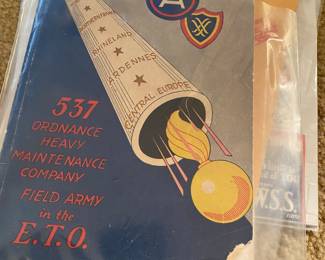 A
RHINELAND
ARDENNES
CENTRAL EUROPE
537
ORDNANCE
HEAVY
MAINTENANCE
COMPANY
FIELD ARMY
in the
E.T.O.
W.S.S.